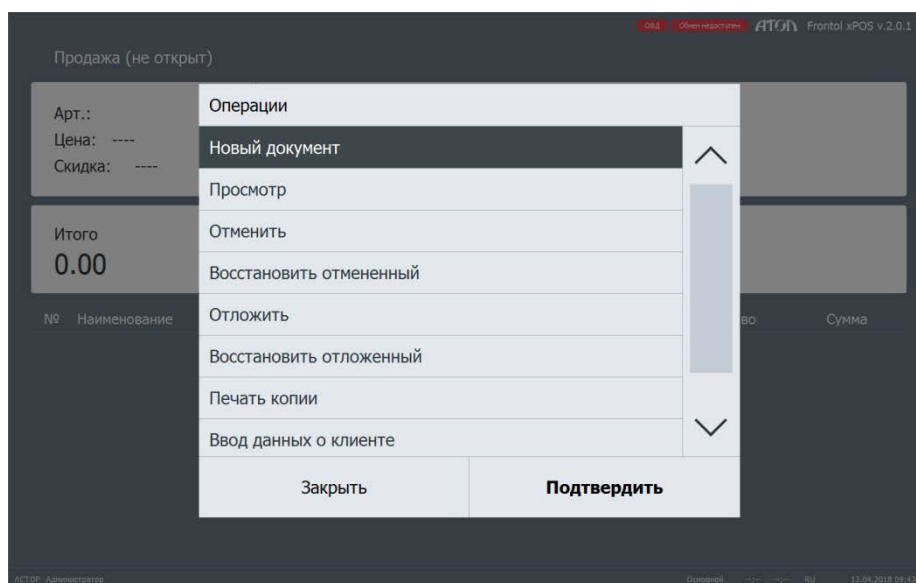 ОФД Обмен недоступен АТОЛ Frontol xPOS v.2.0.1
Продажа (не открыт)
Арт.:
Цена: ----
Скидка: ----
Операции
Новый документ
Просмотр
Отменить
Восстановить отмененный
Отложить
Восстановить отложенный
Печать копии
Ввод данных о клиенте
Закрыть Подтвердить
Итого
0.00
№ Наименование во Сумма
АСТОР Администратор Основной --:-- --:-- RU 12.04.2018 09:43